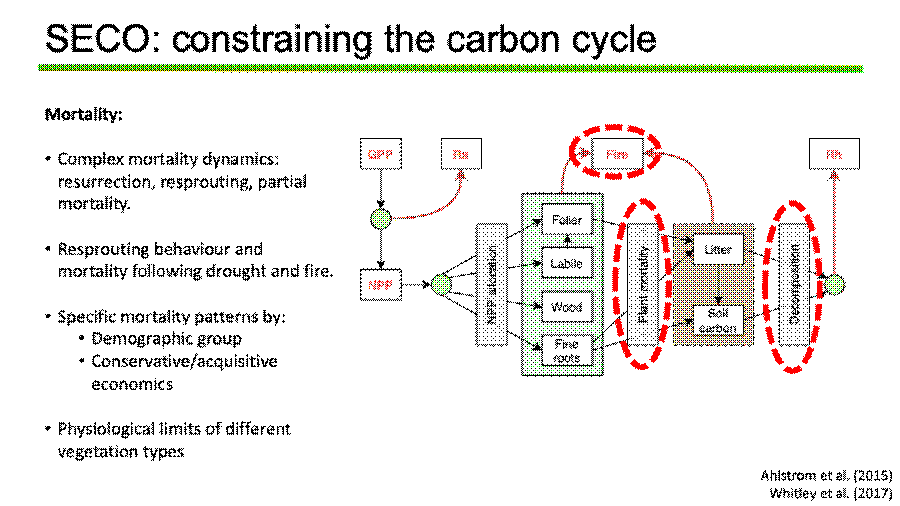 SECO: constraining the carbon cycle
Mortality:
• Complex mortality dynamics:
resurrection, resprouting, partial
mortality.
• Resprouting behaviour and
mortality following drought and fire.
• Specific mortality patterns by:
• Demographic group
• Conservative/acquisitive
economics
• Physiological limits of different
vegetation types
GPP
Ra
Fire
Rh
NPP
NPP allocation
Foliar
Labile
Wood
Fine
roots
Plant mortality
Litter
Soil
carbon
Decomposition
Ahlstrom et al. (2015)
Whitley et al. (2017)